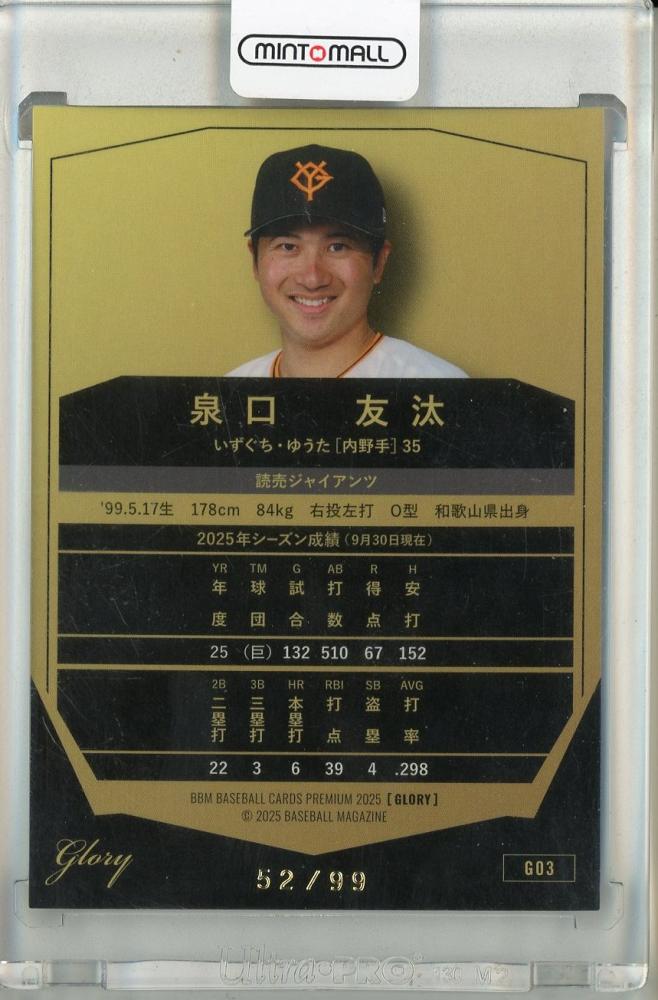 MINT MALL
YG
泉口 友汰
いずぐち・ゆうた [内野手] 35
読売ジャイアンツ
'99.5.17生 178cm 84kg 右投左打 O型 和歌山県出身
2025年シーズン成績 (9月30日現在)
YR TM G AB R H
年度 球団 試合 打数 得点 安打
25 (巨) 132 510 67 152
2B 3B HR RBI SB AVG
二塁打 三塁打 本塁打 打点 盗塁 打率
22 3 6 39 4 .298
BBM BASEBALL CARDS PREMIUM 2025 [GLORY]
© 2025 BASEBALL MAGAZINE
Glory
52/99
G03
Ultra•PRO